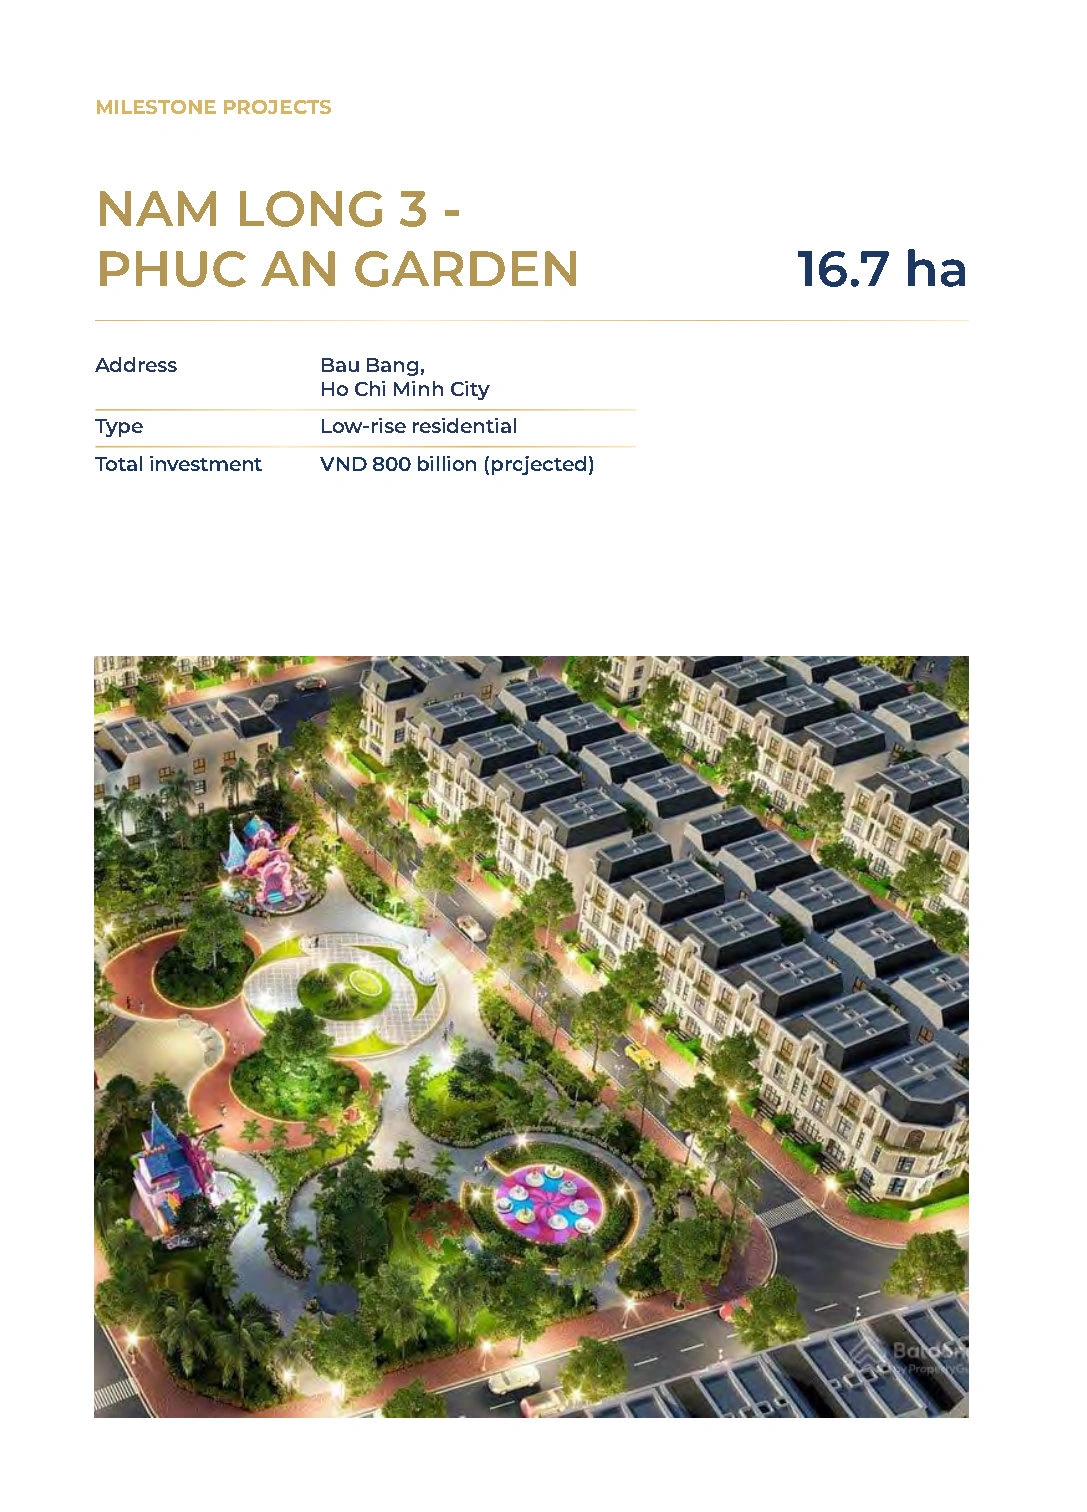 MILESTONE PROJECTS
NAM LONG 3 -
PHUC AN GARDEN
16.7 ha
Address
Bau Bang,
Ho Chi Minh City
Type
Low-rise residential
Total investment
VND 800 billion (projected)